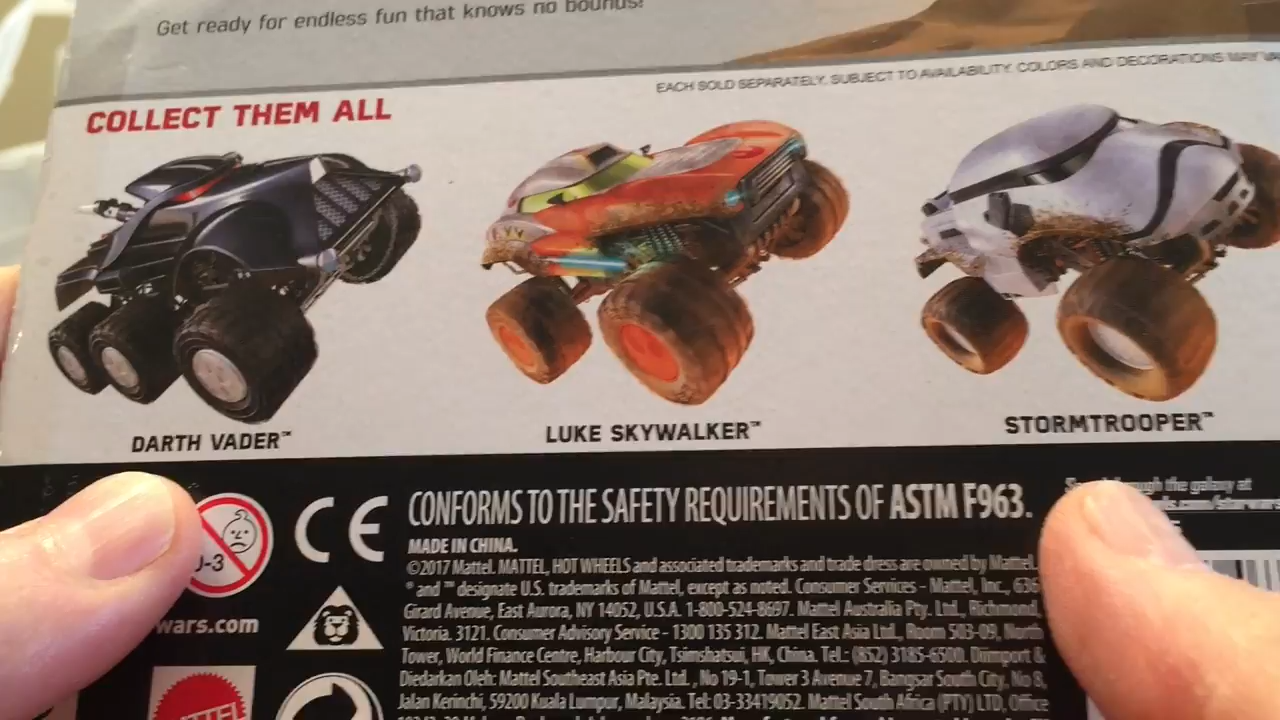 Get ready for endless fun that knows no bounds!
EACH SOLD SEPARATELY. SUBJECT TO AVAILABILITY. COLORS AND DECORATIONS MAY
COLLECT THEM ALL
DARTH VADER™
LUKE SKYWALKER™
STORMTROOPER™
-3
CE
wars.com
MATTEL
CONFORMS TO THE SAFETY REQUIREMENTS OF ASTM F963.
MADE IN CHINA.
©2017 Mattel. MATTEL, HOT WHEELS and associated trademarks and trade dress are owned by Mattel.
® and ™ designate U.S. trademarks of Mattel, except as noted. Consumer Services - Mattel, Inc., 636
Girard Avenue, East Aurora, NY 14052, U.S.A. 1-800-524-8697. Mattel Australia Pty. Ltd., Richmond,
Victoria. 3121. Consumer Advisory Service - 1300 135 312. Mattel East Asia Ltd., Room 503-09, North
Tower, World Finance Centre, Harbour City, Tsimshatsui, HK, China. Tel.: (852) 3185-6500. Diimport &
Diedarkan Oleh: Mattel Southeast Asia Pte. Ltd., No 19-1, Tower 3 Avenue 7, Bangsar South City, No 8,
Jalan Kerinchi, 59200 Kuala Lumpur, Malaysia. Tel: 03-33419052. Mattel South Africa (PTY) LTD, Office
the galaxy at